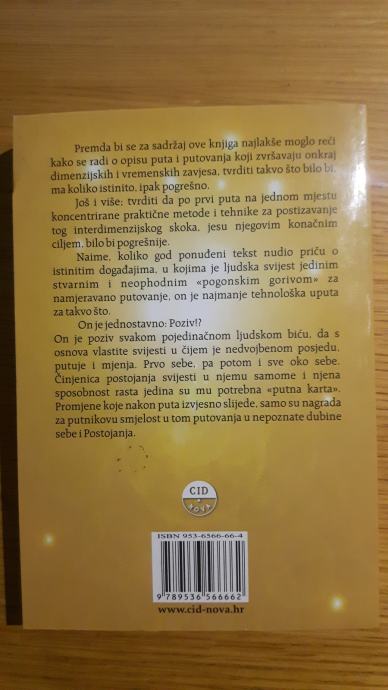 Premda bi se za sadržaj ove knjiga najlakše moglo reći
kako se radi o opisu puta i putovanja koji zvršavaju onkraj
dimenzijskih i vremenskih zavjesa, tvrditi takvo što bilo bi,
ma koliko istinito, ipak pogrešno.
Još i više; tvrditi da po prvi puta na jednom mjestu
koncentrirane praktične metode i tehnike za postizavanje
tog interdimenzijskog skoka, jesu njegovim konačnim
ciljem, bilo bi pogrešnije.
Naime, koliko god ponuđeni tekst nudio priču o
istinitim događajima, u kojima je ljudska svijest jedinim
stvarnim i neophodnim «pogonskim gorivom» za
namjeravano putovanje, on je najmanje tehnološka uputa
za takvo što.
On je jednostavno: Poziv!?
On je poziv svakom pojedinačnom ljudskom biću, da s
osnova vlastite svijesti u čijem je nedvojbenom posjedu,
putuje i mjenja. Prvo sebe, pa potom i sve oko sebe.
Činjenica postojanja svijesti u njemu samome i njena
sposobnost rasta jedina su mu potrebna «putna karta».
Promjene koje nakon puta izvjesno slijede, samo su nagrada
za putnikovu smjelost u tom putovanja u nepoznate dubine
sebe i Postojanja.
CID
NOVA
ISBN 953-6566-66-4
9 789536 566662
www.cid-nova.hr